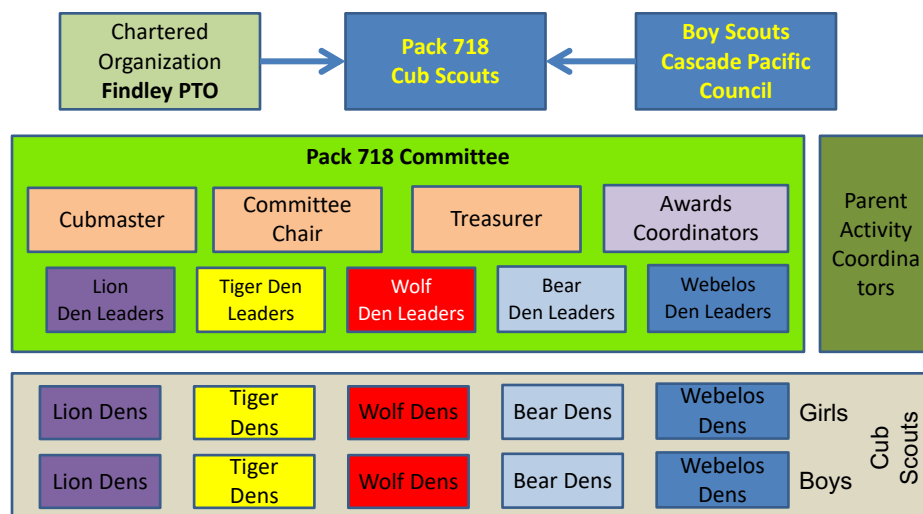 Chartered
Organization
Findley PTO
Pack 718
Cub Scouts
Boy Scouts
Cascade Pacific
Council
Pack 718 Committee
Cubmaster
Committee
Chair
Treasurer
Awards
Coordinators
Lion
Den Leaders
Tiger Den
Leaders
Wolf
Den Leaders
Bear
Den Leaders
Webelos
Den Leaders
Parent
Activity
Coordina
tors
Lion Dens
Tiger
Dens
Wolf Dens
Bear Dens
Webelos
Dens
Girls
Lion Dens
Tiger
Dens
Wolf Dens
Bear Dens
Webelos
Dens
Boys
Cub
Scouts